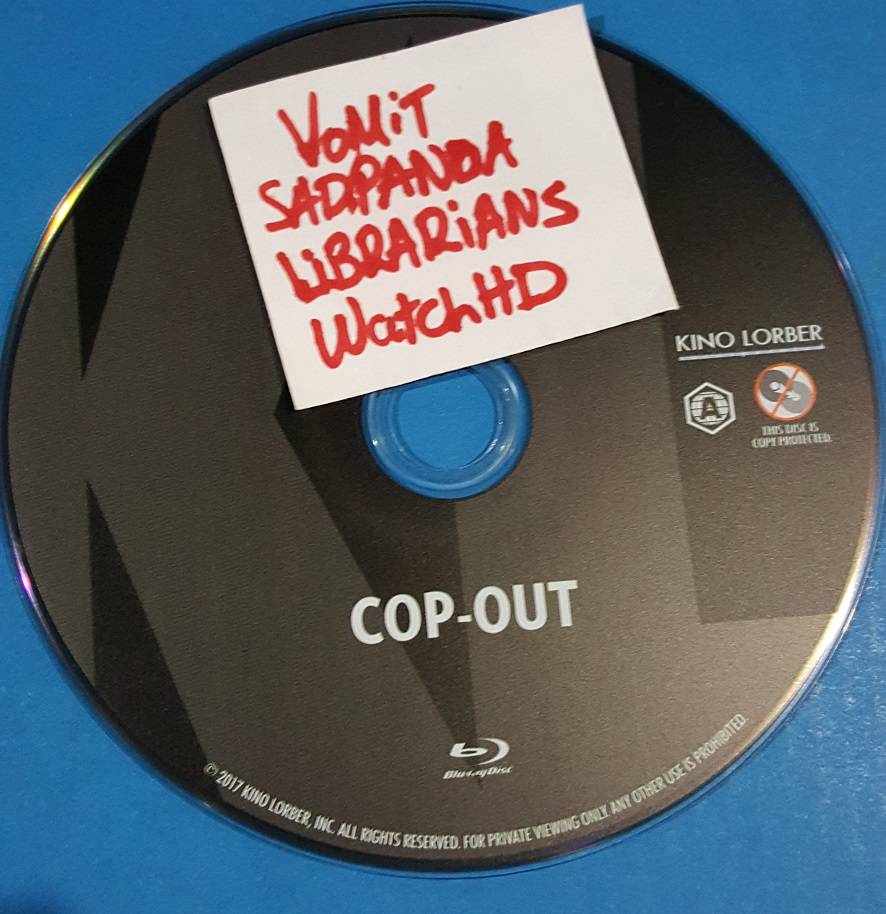 VoMiT
SADPANDA
LiBRARiANS
WatchHD
KINO LORBER
A
THIS DISC IS
COPY PROTECTED.
COP-OUT
Blu-ray Disc
© 2017 KINO LORBER, INC. ALL RIGHTS RESERVED. FOR PRIVATE VIEWING ONLY. ANY OTHER USE IS PROHIBITED.